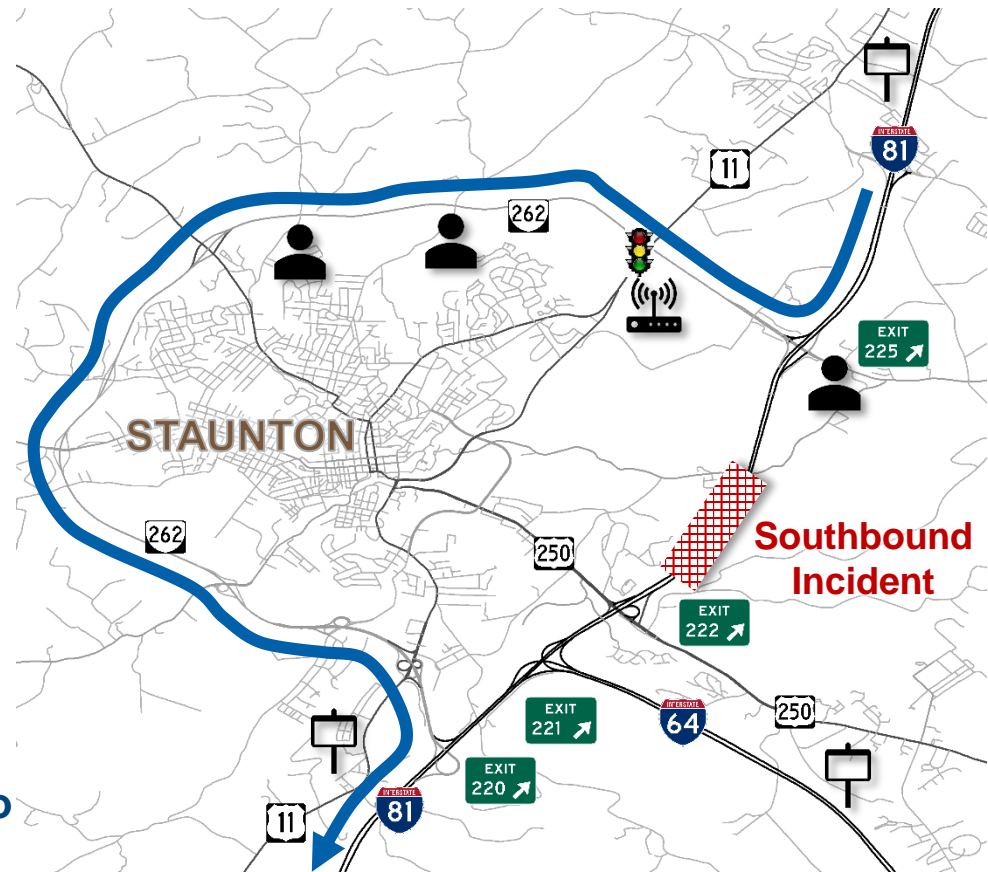 INTERSTATE
81
11
262
EXIT
225
STAUNTON
Southbound
Incident
262
250
EXIT
222
EXIT
221
INTERSTATE
64
250
EXIT
220
INTERSTATE
81
11